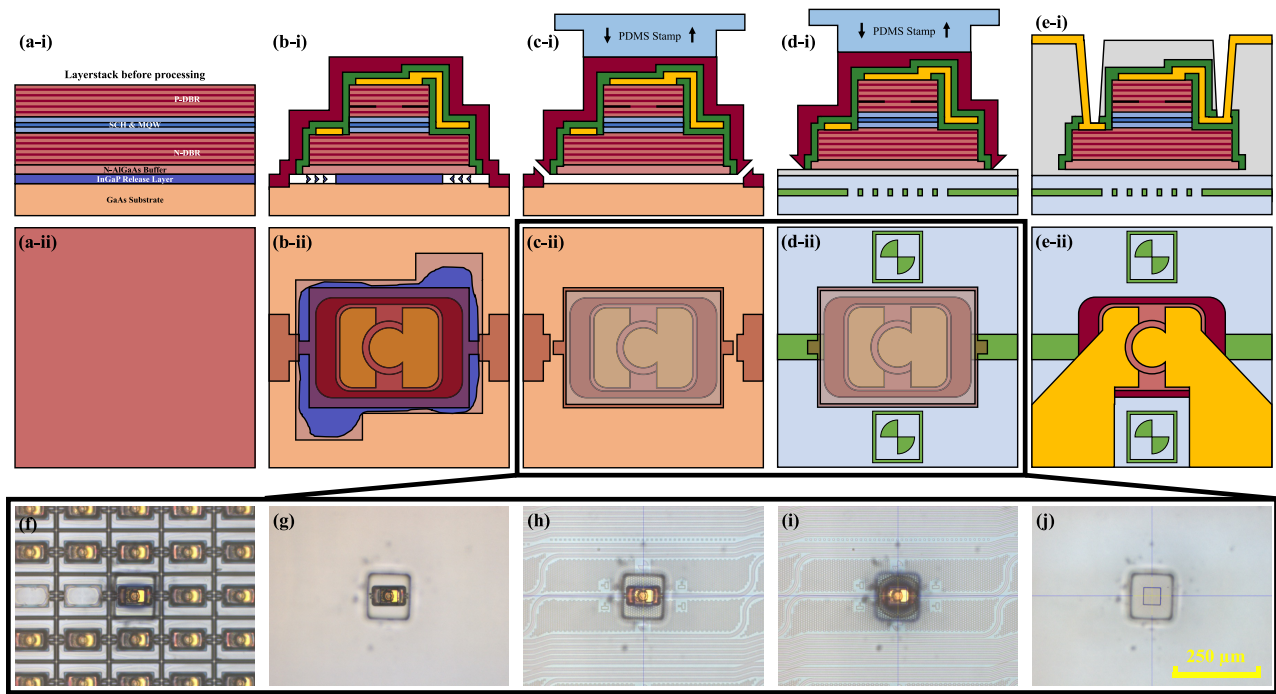 (a-i)
Layerstack before processing
P-DBR
SCH & MQW
N-DBR
N-AlGaAs Buffer
InGaP Release Layer
GaAs Substrate
(b-i)
(c-i)
PDMS Stamp
(d-i)
PDMS Stamp
(e-i)
(a-ii)
(b-ii)
(c-ii)
(d-ii)
(e-ii)
(f)
(g)
(h)
(i)
(j)
250 µm